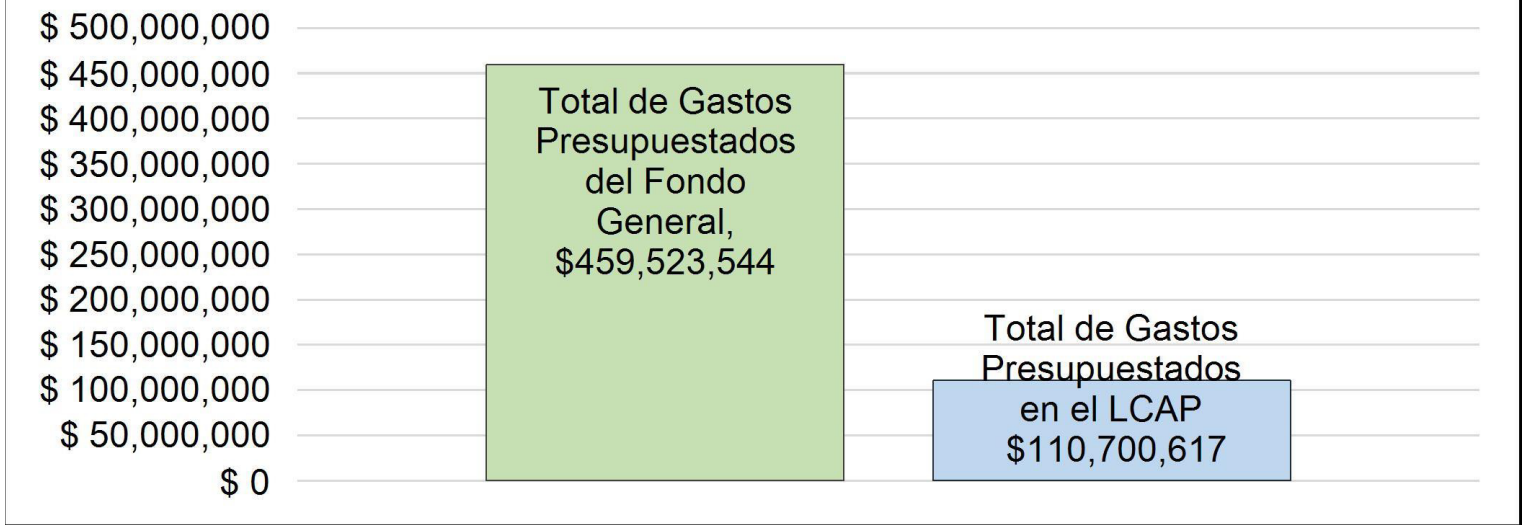 $ 500,000,000
$ 450,000,000
$ 400,000,000
$ 350,000,000
$ 300,000,000
$ 250,000,000
$ 200,000,000
$ 150,000,000
$ 100,000,000
$ 50,000,000
$ 0
Total de Gastos
Presupuestados
del Fondo
General,
$459,523,544
Total de Gastos
Presupuestados
en el LCAP
$110,700,617